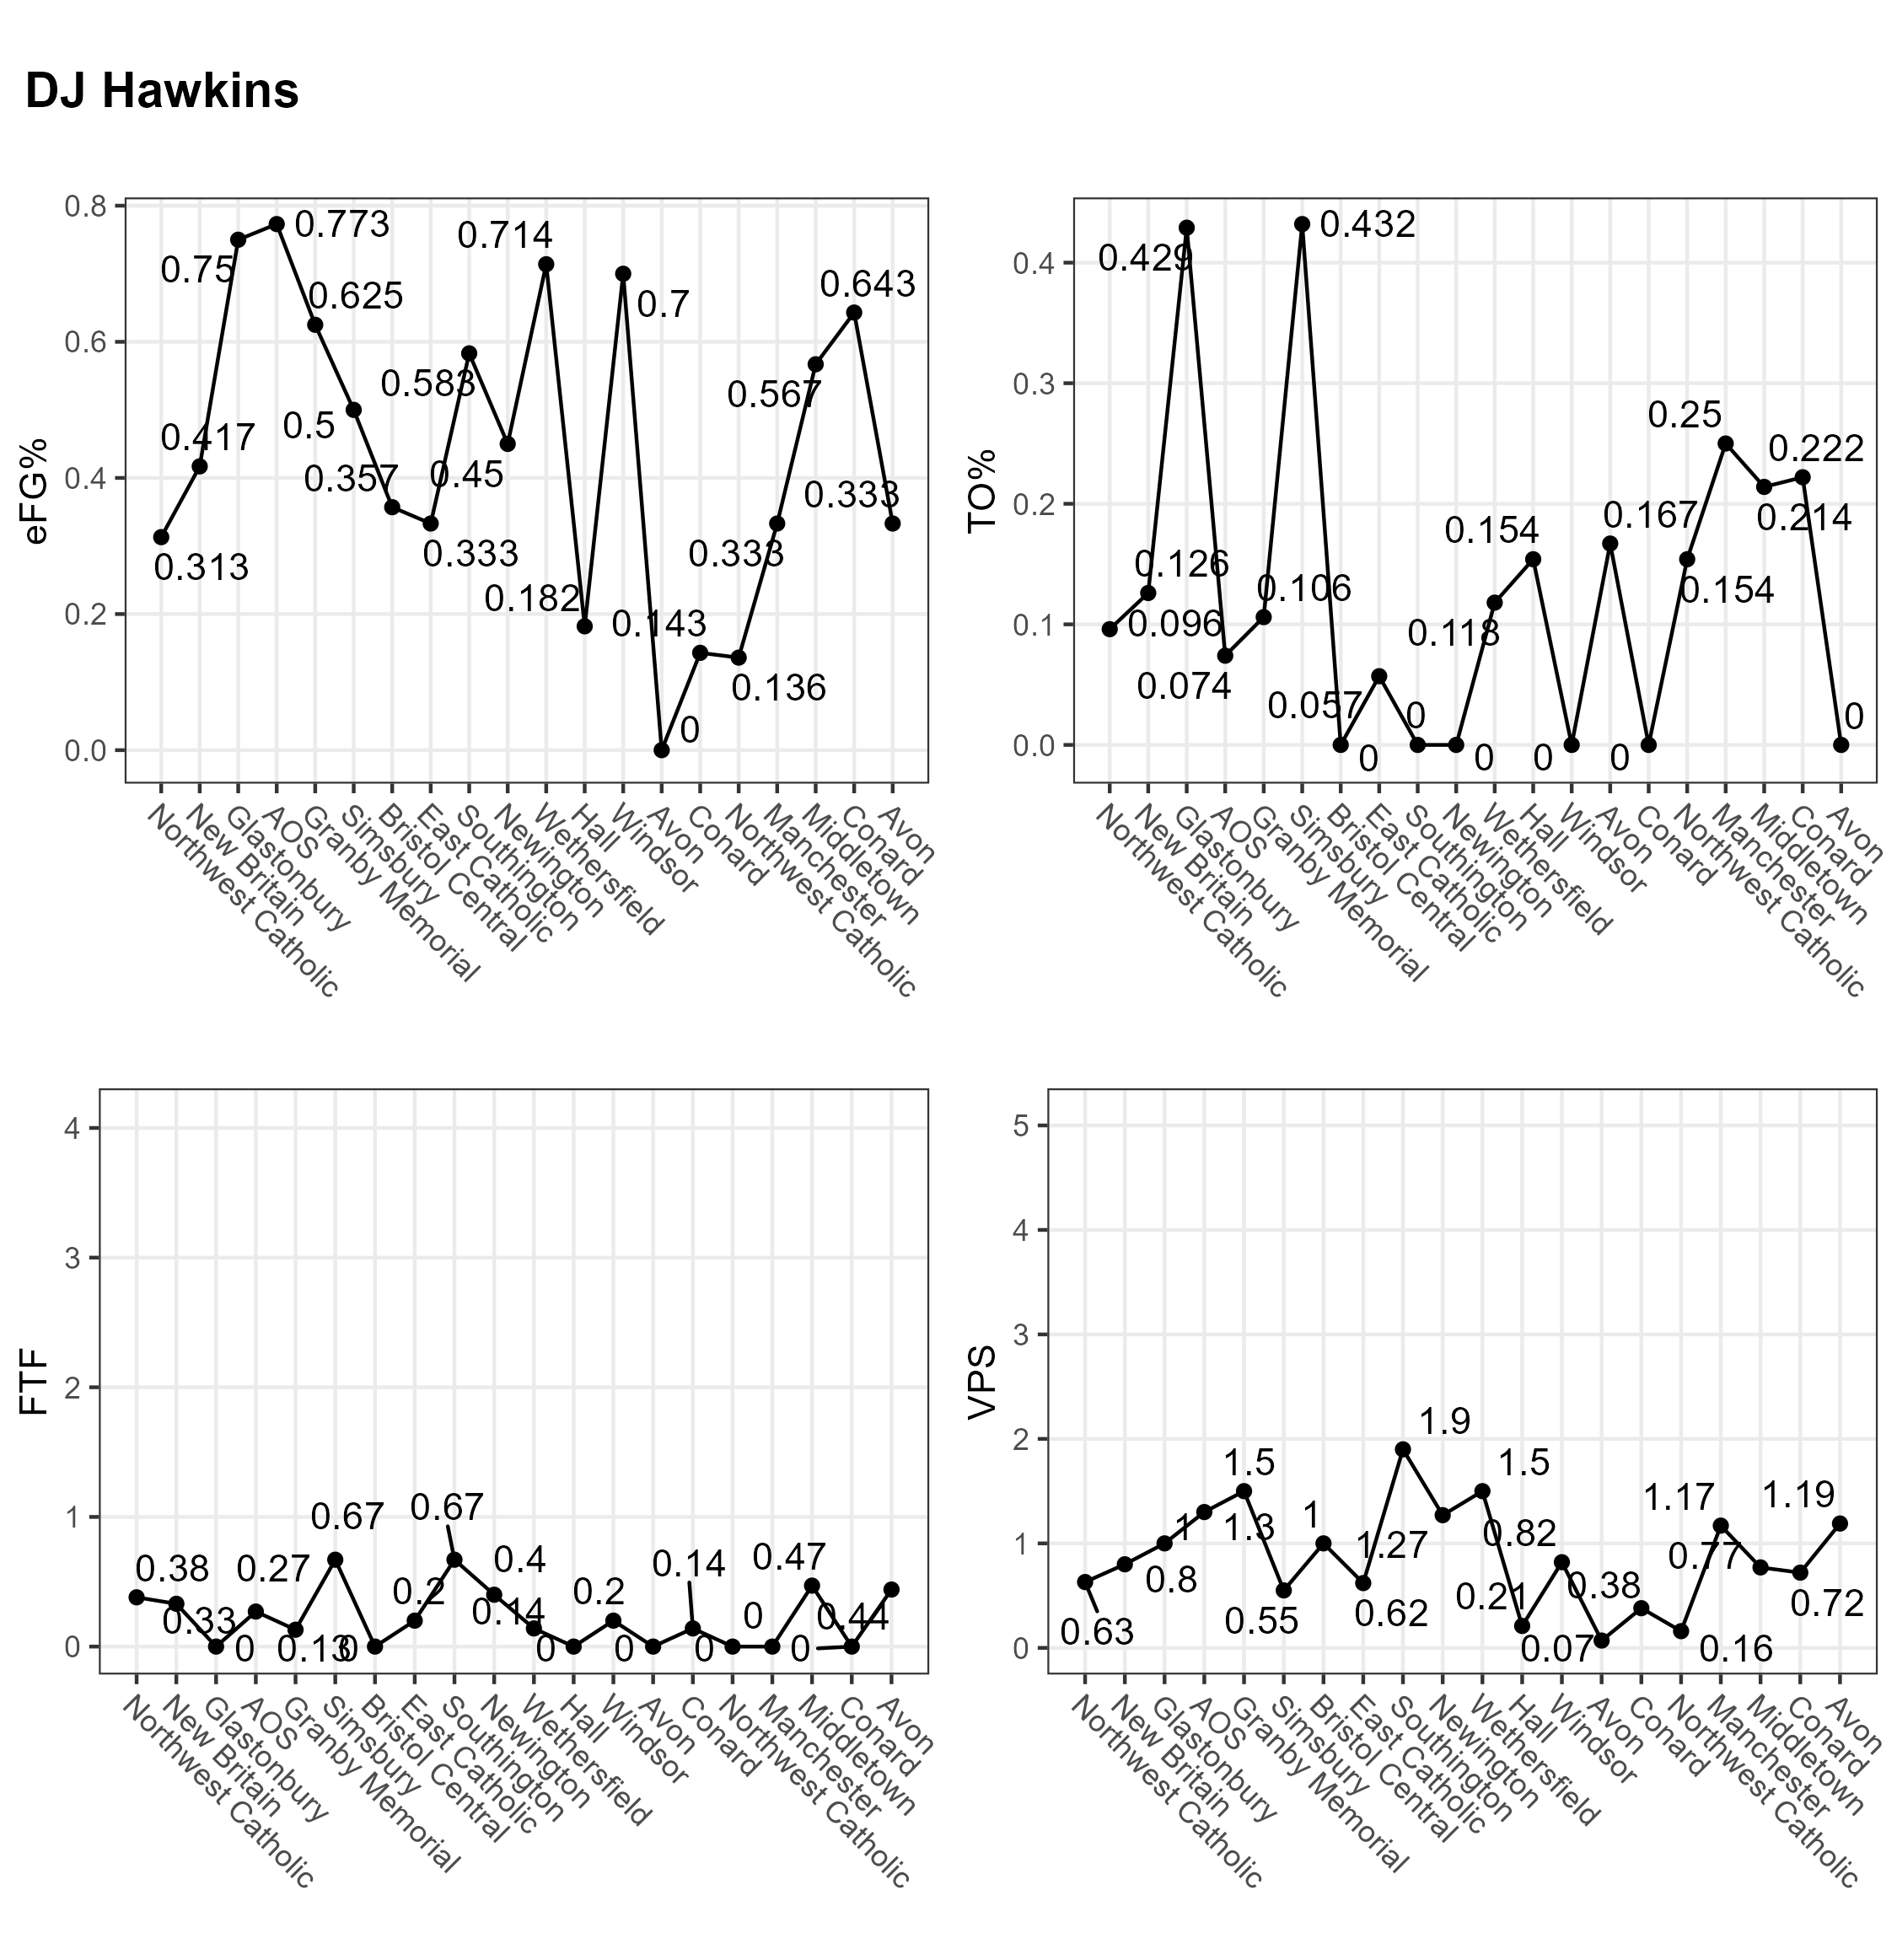 DJ Hawkins
eFG%
0.8
0.6
0.4
0.2
0.0
0.313
0.417
0.75
0.773
0.625
0.5
0.357
0.333
0.583
0.45
0.714
0.182
0.7
0
0.143
0.136
0.333
0.567
0.643
0.333
Northwest Catholic
New Britain
Glastonbury
AOS
Granby Memorial
Simsbury
Bristol Central
East Catholic
Southington
Newington
Wethersfield
Hall
Windsor
Avon
Conard
Northwest Catholic
Manchester
Middletown
Conard
Avon
TO%
0.4
0.3
0.2
0.1
0.0
0.096
0.126
0.429
0.074
0.106
0.432
0
0.057
0
0
0.118
0.154
0
0.167
0
0.154
0.25
0.214
0.222
0
Northwest Catholic
New Britain
Glastonbury
AOS
Granby Memorial
Simsbury
Bristol Central
East Catholic
Southington
Newington
Wethersfield
Hall
Windsor
Avon
Conard
Northwest Catholic
Manchester
Middletown
Conard
Avon
FTF
4
3
2
1
0
0.38
0.33
0
0.27
0.13
0.67
0
0.2
0.67
0.4
0.14
0
0.2
0
0.14
0
0
0.47
0
0.44
Northwest Catholic
New Britain
Glastonbury
AOS
Granby Memorial
Simsbury
Bristol Central
East Catholic
Southington
Newington
Wethersfield
Hall
Windsor
Avon
Conard
Northwest Catholic
Manchester
Middletown
Conard
Avon
VPS
5
4
3
2
1
0
0.63
0.8
1
1.3
1.5
0.55
1
0.62
1.9
1.27
1.5
0.21
0.82
0.07
0.38
0.16
1.17
0.77
0.72
1.19
Northwest Catholic
New Britain
Glastonbury
AOS
Granby Memorial
Simsbury
Bristol Central
East Catholic
Southington
Newington
Wethersfield
Hall
Windsor
Avon
Conard
Northwest Catholic
Manchester
Middletown
Conard
Avon